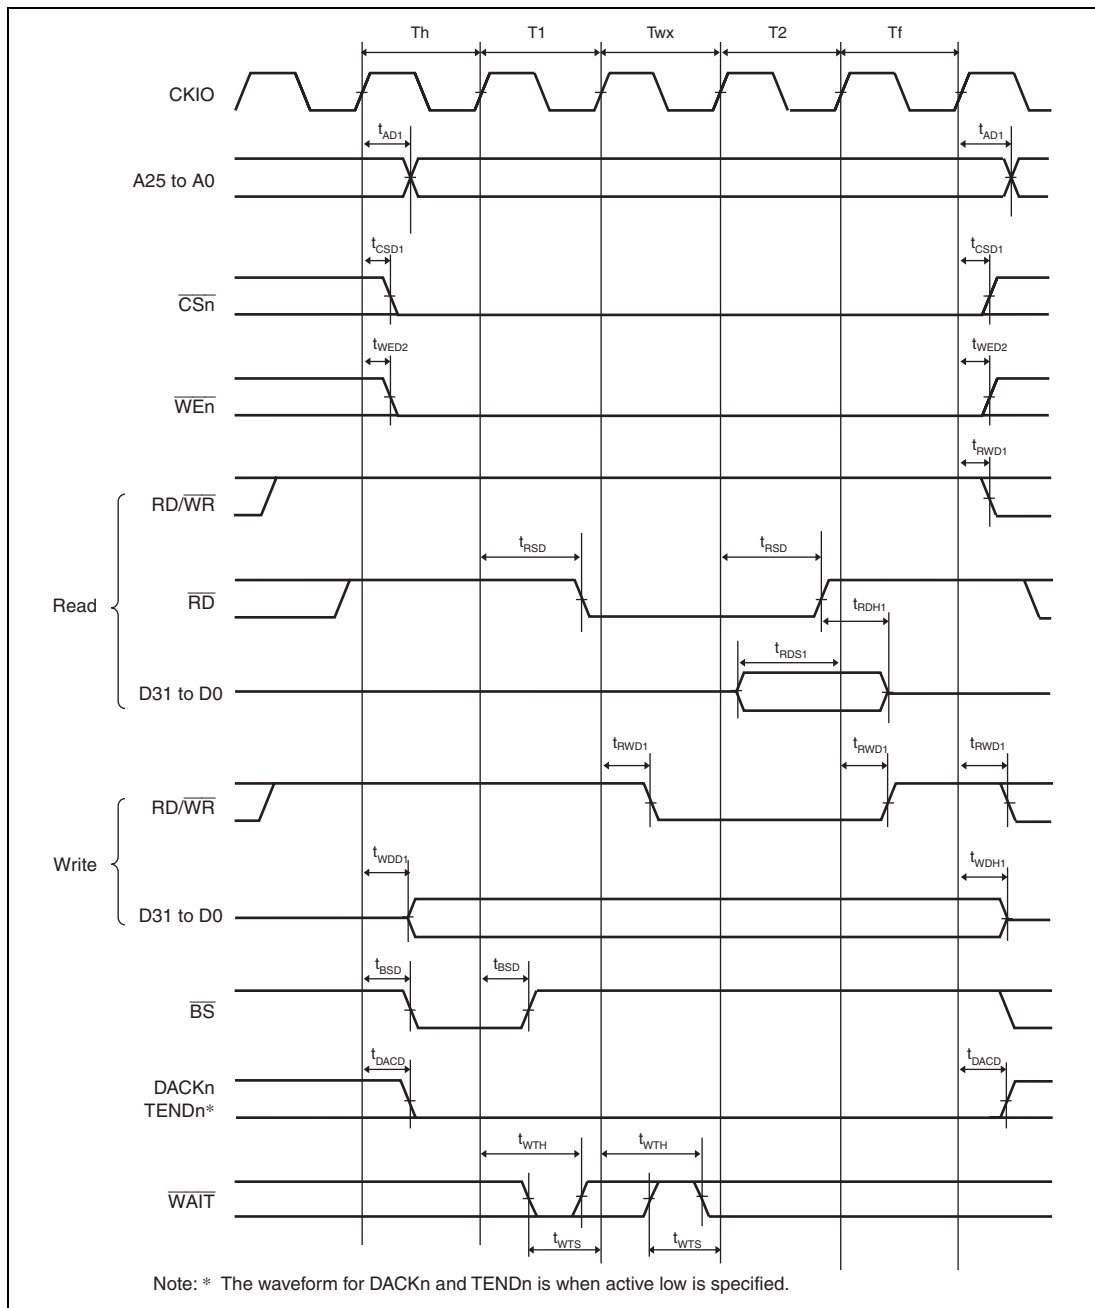 Th T1 Twx T2 Tf
CKIO
tAD1 tAD1
A25 to A0
tCSD1 tCSD1
CSn
tWED2 tWED2
WEn
tRWD1
RD/WR
tRSD tRSD
Read
RD
tRDH1
tRDS1
D31 to D0
tRWD1 tRWD1 tRWD1
RD/WR
Write
tWDD1 tWDH1
D31 to D0
tBSD tBSD
BS
tDACD tDACD
DACKn
TENDn*
tWTH tWTH
WAIT
tWTS tWTS
Note: * The waveform for DACKn and TENDn is when active low is specified.